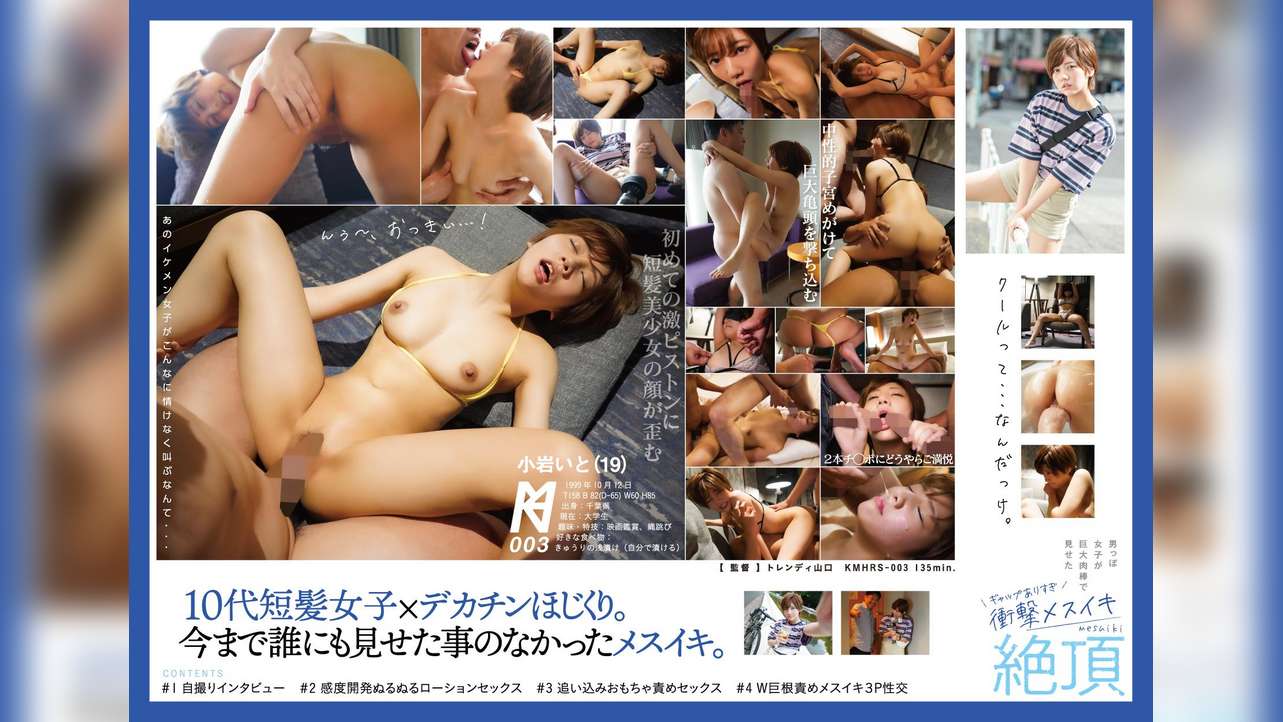 あのイケメン女子がこんなに情けなく叫ぶなんて・・・・
んぅ〜、おっきぃ…!
初めての激ピストンに
短髪美少女の顔が歪む
中性的子宮めがけて
巨大亀頭を撃ち込む
2本チ◯ポにどうやらご満悦
小岩いと(19)
1999年10月12日
T158 B 82(D-65) W60 H85
出身:千葉県
現在:大学生
趣味・特技:映画鑑賞、縄跳び
好きな食べ物:
きゅうりの浅漬け(自分で漬ける)
003
【 監督 】トレンディ山口 KMHRS-003 135min.
クールって・・・なんだっけ。
男っぽ
女子が
巨大肉棒で
見せた
ギャップありすぎ
衝撃メスイキ
mesuiki
絶頂
10代短髪女子×デカチンほじくり。
今まで誰にも見せた事のなかったメスイキ。
CONTENTS
#1 自撮りインタビュー #2 感度開発ぬるぬるローションセックス #3 追い込みおもちゃ責めセックス #4 W巨根責めメスイキ3P性交